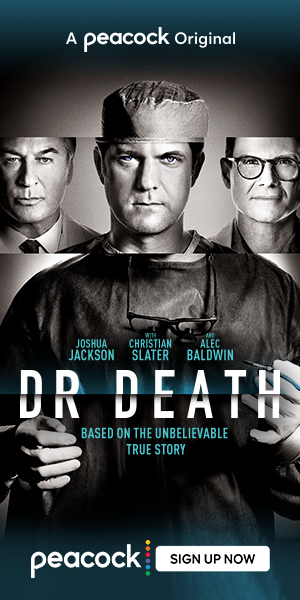 A peacock Original
WITH
AND
JOSHUA CHRISTIAN ALEC
JACKSON SLATER BALDWIN
DR DEATH
BASED ON THE UNBELIEVABLE
TRUE STORY
peacock SIGN UP NOW